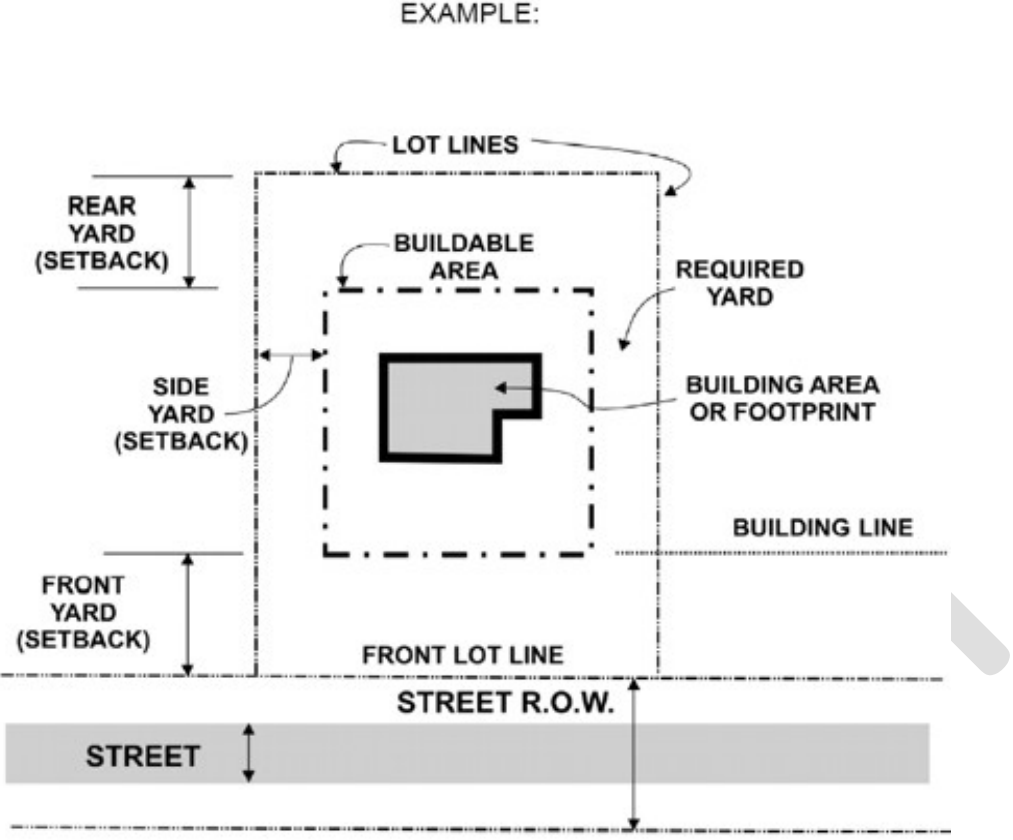 EXAMPLE:
LOT LINES
REAR
YARD
(SETBACK)
BUILDABLE
AREA
REQUIRED
YARD
SIDE
YARD
(SETBACK)
BUILDING AREA
OR FOOTPRINT
BUILDING LINE
FRONT
YARD
(SETBACK)
FRONT LOT LINE
STREET R.O.W.
STREET